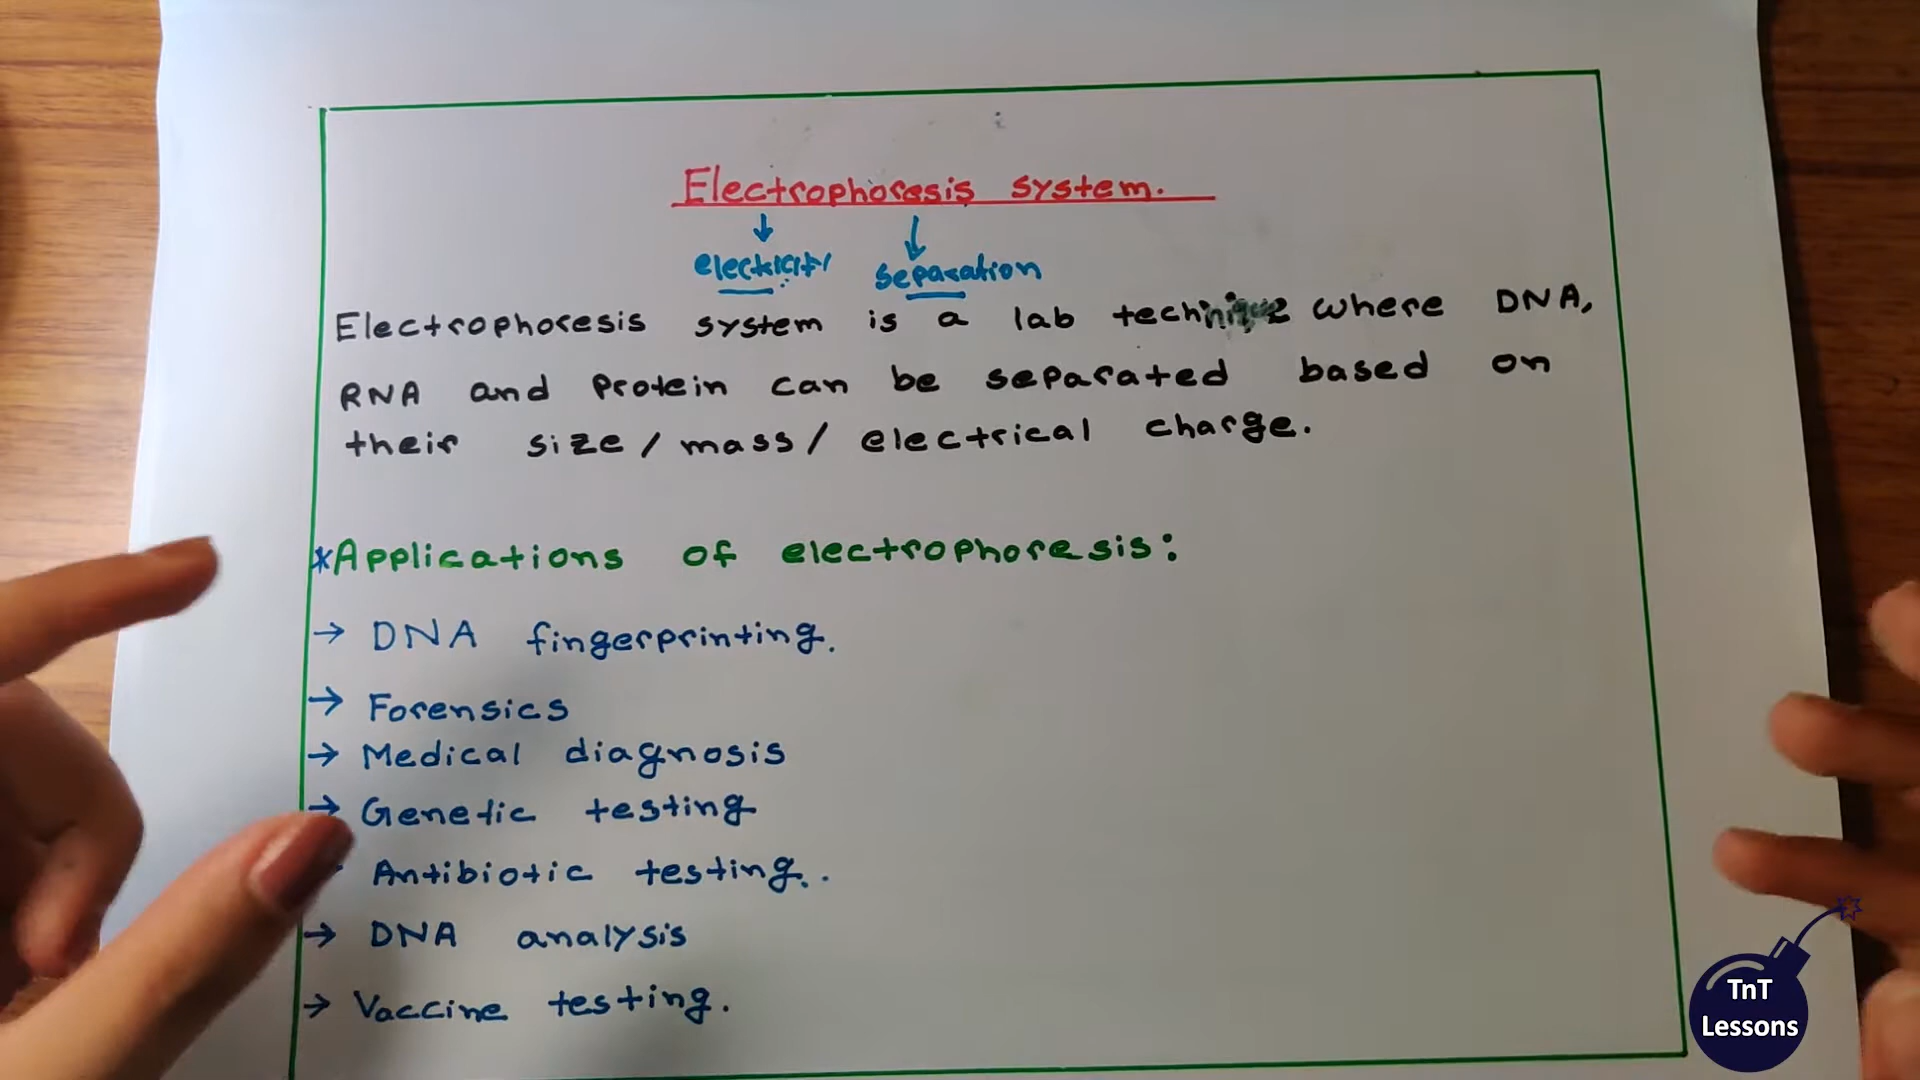 Electrophoresis system.
electricity separation
Electrophoresis system is a lab technique where DNA,
RNA and Protein can be separated based on
their size/mass/ electrical charge.
*Applications of electrophoresis:
→ DNA fingerprinting.
→ Forensics
→ Medical diagnosis
→ Genetic testing
Antibiotic testing..
→ DNA analysis
→ Vaccine testing.
TnT
Lessons